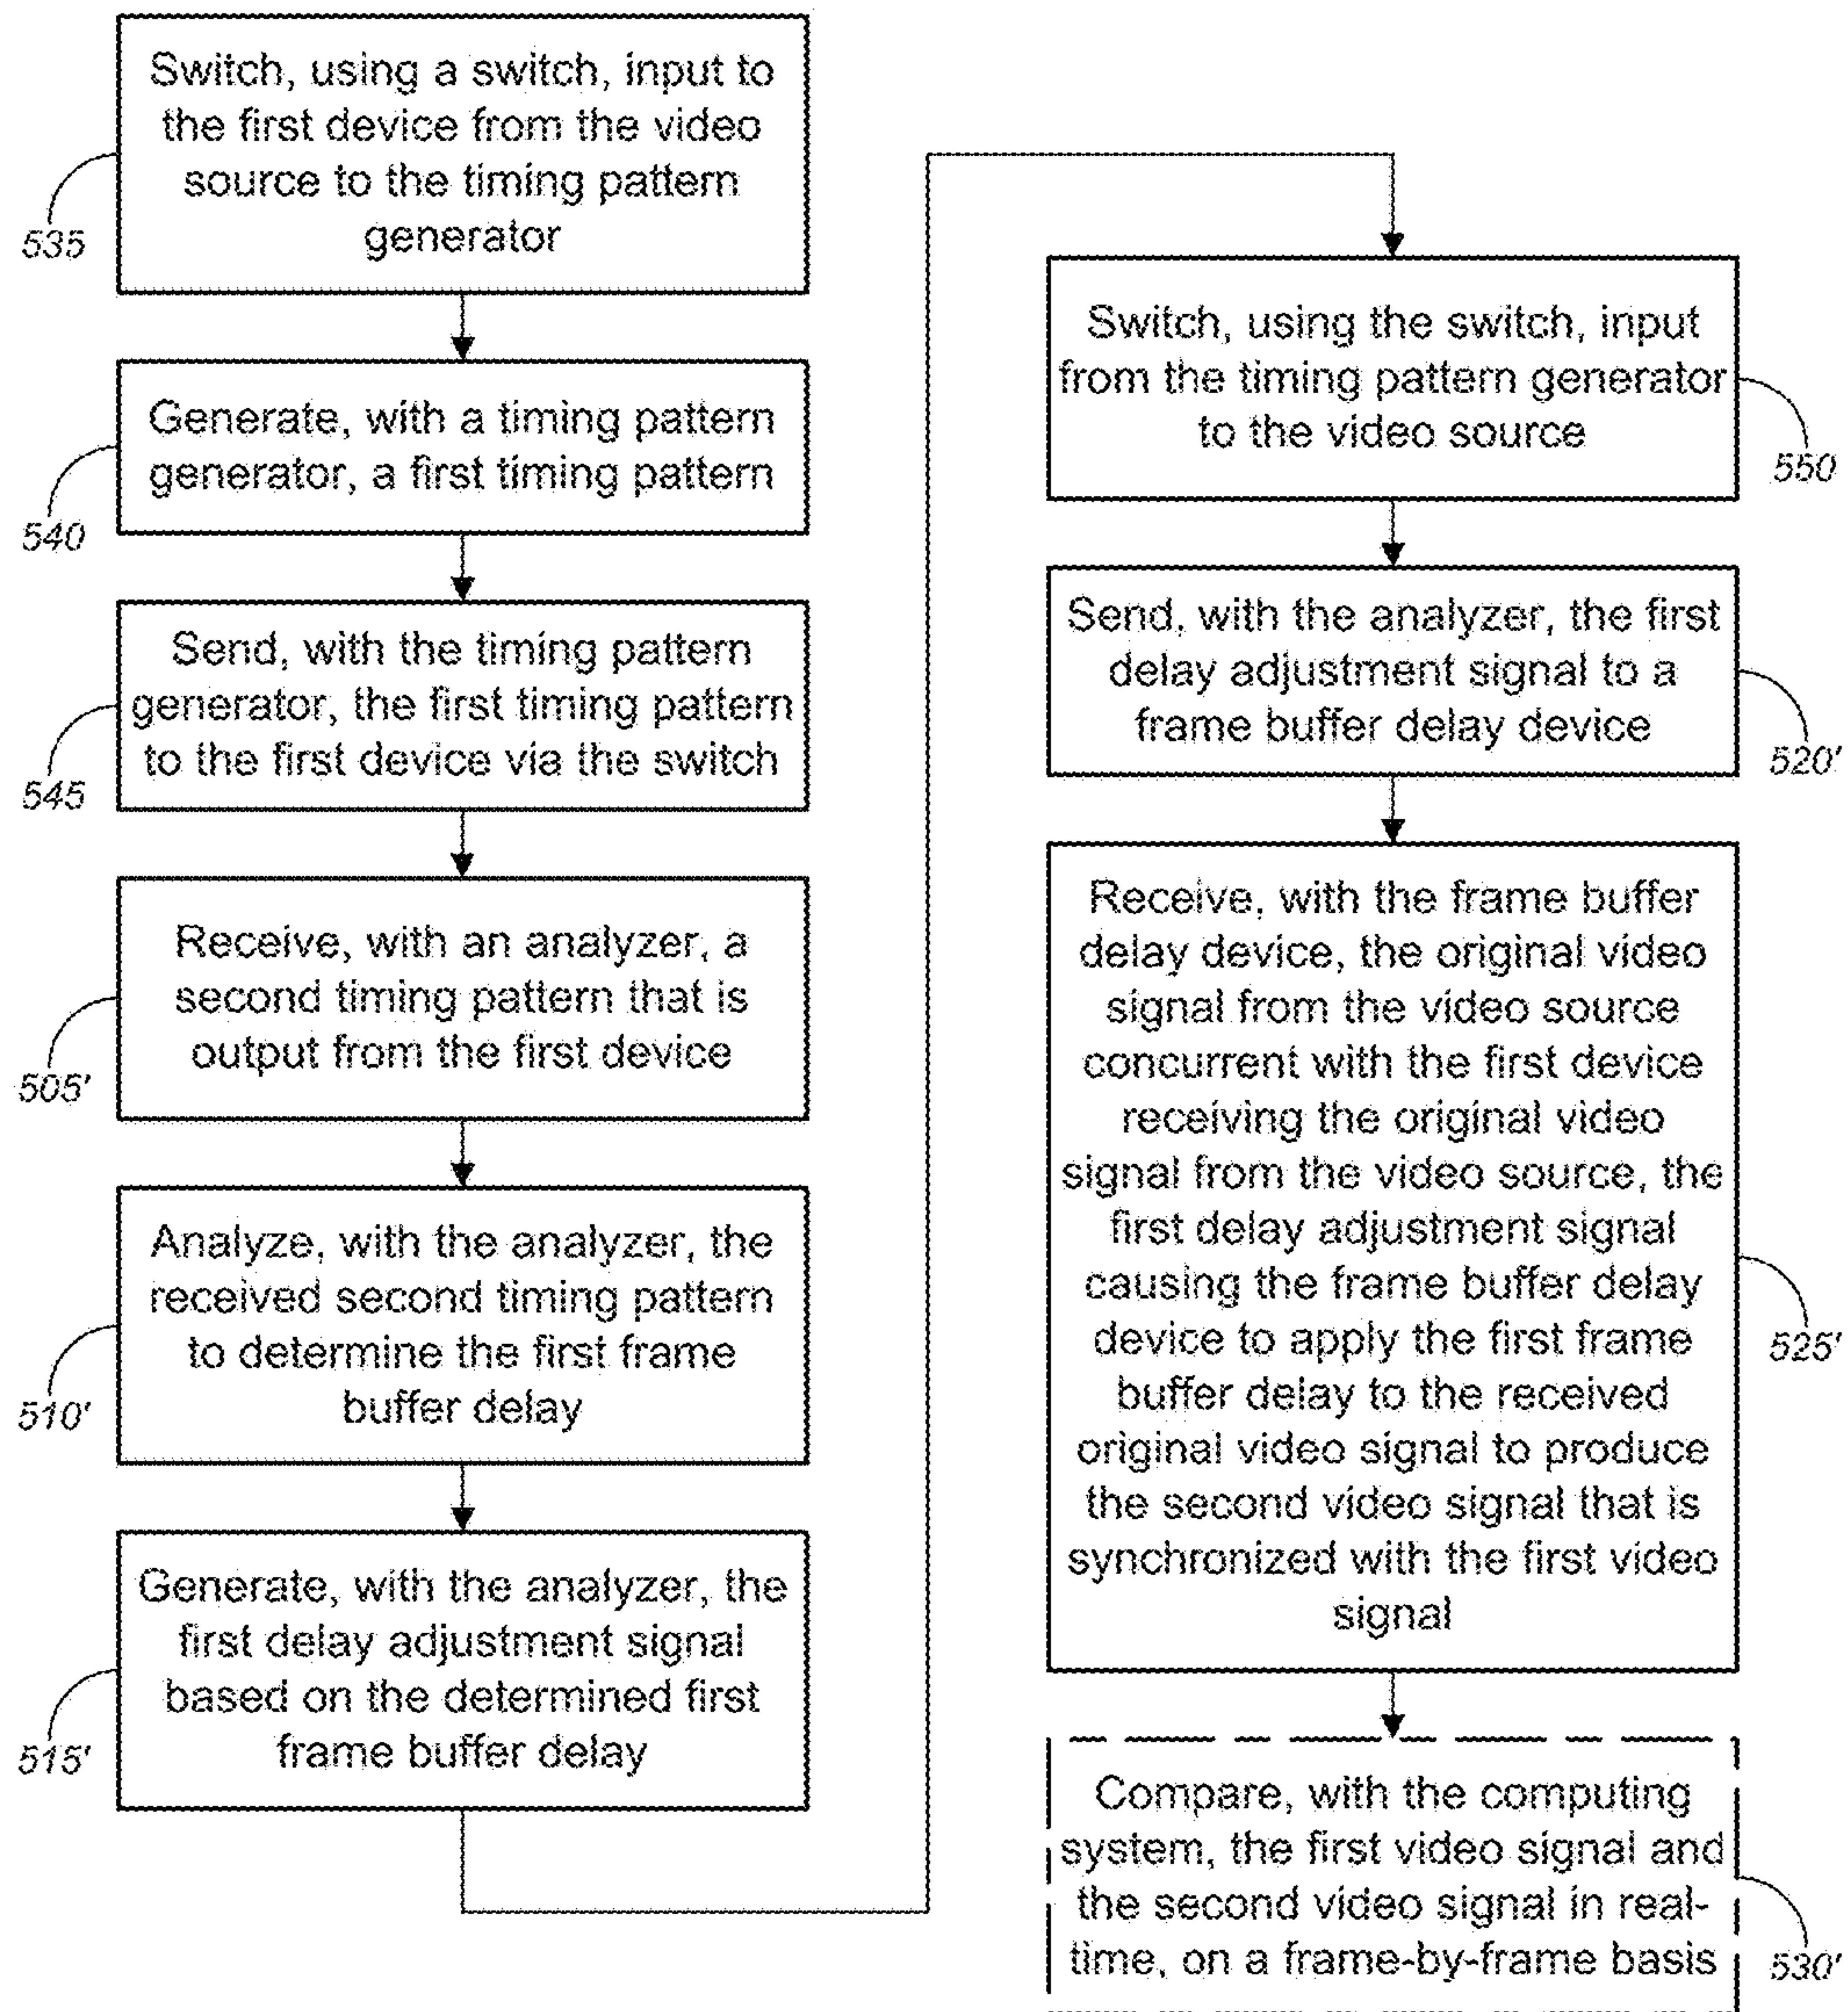 Switch, using a switch, input to
the first device from the video
source to the timing pattern
generator
535
Generate, with a timing pattern
generator, a first timing pattern
540
Send, with the timing pattern
generator, the first timing pattern
to the first device via the switch
545
Receive, with an analyzer, a
second timing pattern that is
output from the first device
505'
Analyze, with the analyzer, the
received second timing pattern
to determine the first frame
buffer delay
510'
Generate, with the analyzer, the
first delay adjustment signal
based on the determined first
frame buffer delay
515'
Switch, using the switch, input
from the timing pattern generator
to the video source
550
Send, with the analyzer, the first
delay adjustment signal to a
frame buffer delay device
520'
Receive, with the frame buffer
delay device, the original video
signal from the video source
concurrent with the first device
receiving the original video
signal from the video source, the
first delay adjustment signal
causing the frame buffer delay
device to apply the first frame
buffer delay to the received
original video signal to produce
the second video signal that is
synchronized with the first video
signal
525'
Compare, with the computing
system, the first video signal and
the second video signal in real-
time, on a frame-by-frame basis
530'